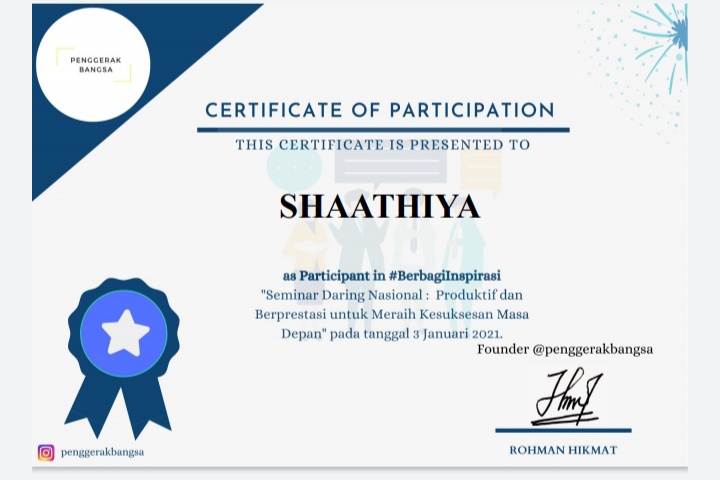 PENGGERAK
BANGSA
CERTIFICATE OF PARTICIPATION
THIS CERTIFICATE IS PRESENTED TO
SHAATHIYA
as Participant in #BerbagiInspirasi
"Seminar Daring Nasional : Produktif dan
Berprestasi untuk Meraih Kesuksesan Masa
Depan" pada tanggal 3 Januari 2021.
Founder @penggerakbangsa
ROHMAN HIKMAT
penggerakbangsa